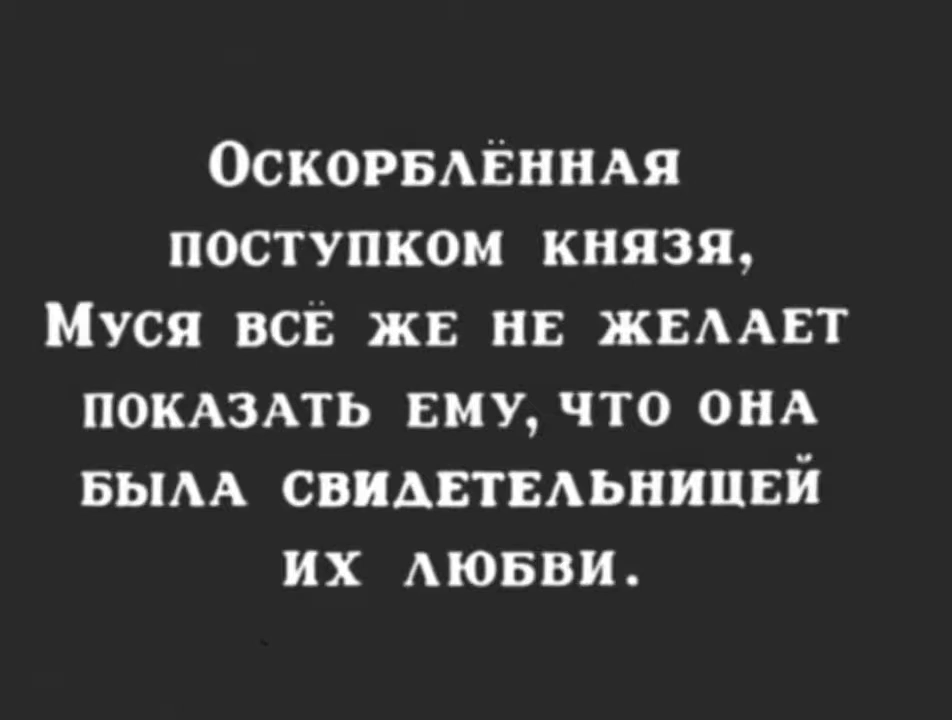 Оскорблённая
поступком князя,
Муся всё же не желает
показать ему, что она
была свидетельницей
их любви.